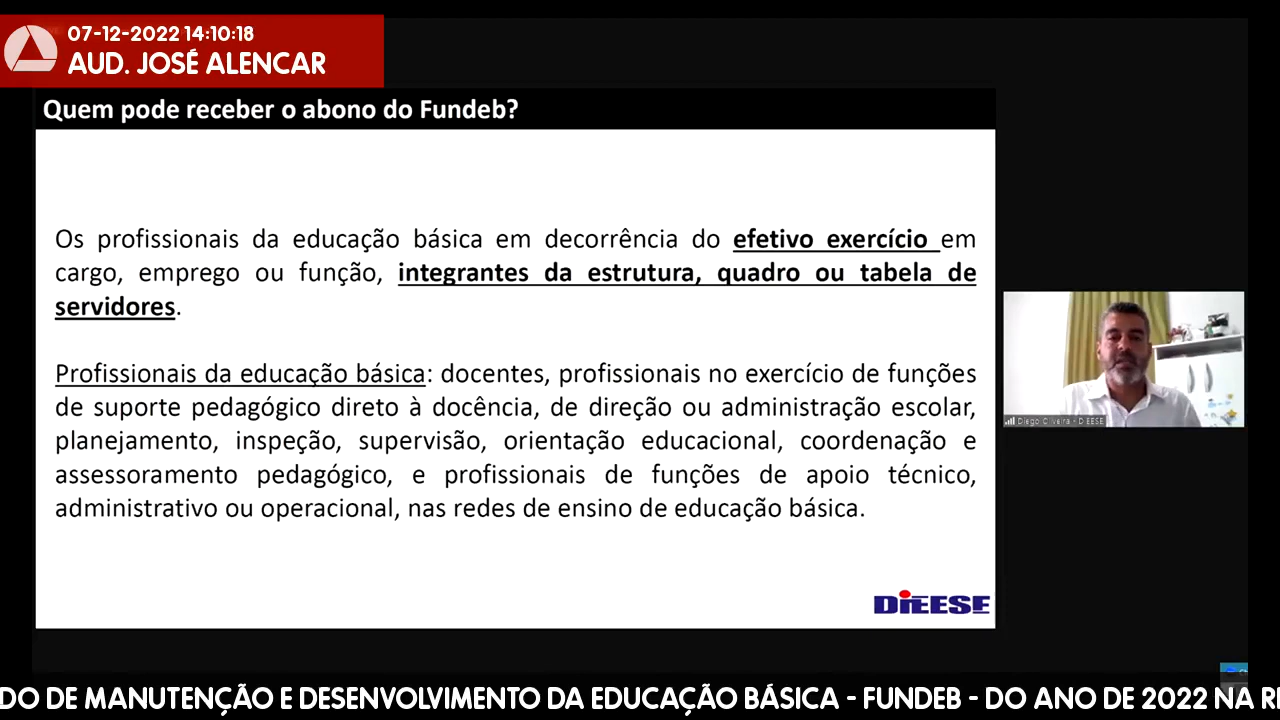 07-12-2022 14:10:18
AUD. JOSÉ ALENCAR
Quem pode receber o abono do Fundeb?
Os profissionais da educação básica em decorrência do efetivo exercício em
cargo, emprego ou função, integrantes da estrutura, quadro ou tabela de
servidores.
Profissionais da educação básica: docentes, profissionais no exercício de funções
de suporte pedagógico direto à docência, de direção ou administração escolar,
planejamento, inspeção, supervisão, orientação educacional, coordenação e
assessoramento pedagógico, e profissionais de funções de apoio técnico,
administrativo ou operacional, nas redes de ensino de educação básica.
Diego Oliveira - DIEESE
DIEESE
DO DE MANUTENÇÃO E DESENVOLVIMENTO DA EDUCAÇÃO BÁSICA - FUNDEB - DO ANO DE 2022 NA R